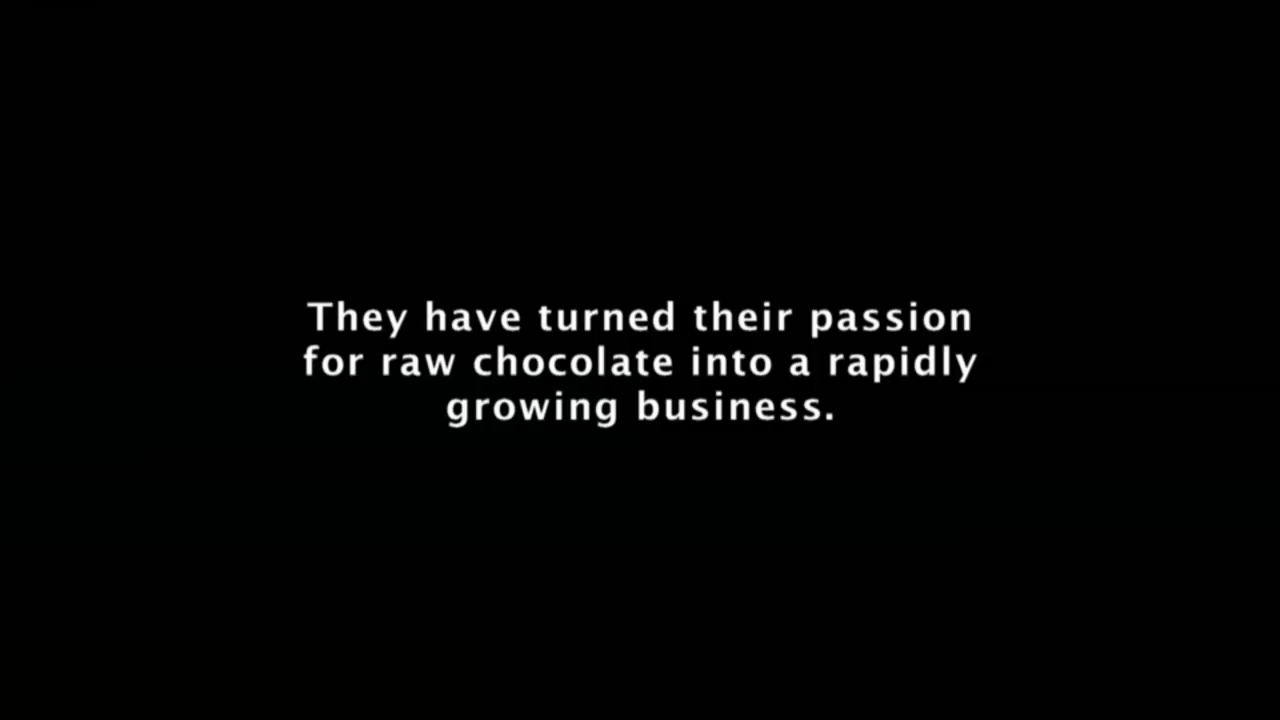 They have turned their passion
for raw chocolate into a rapidly
growing business.